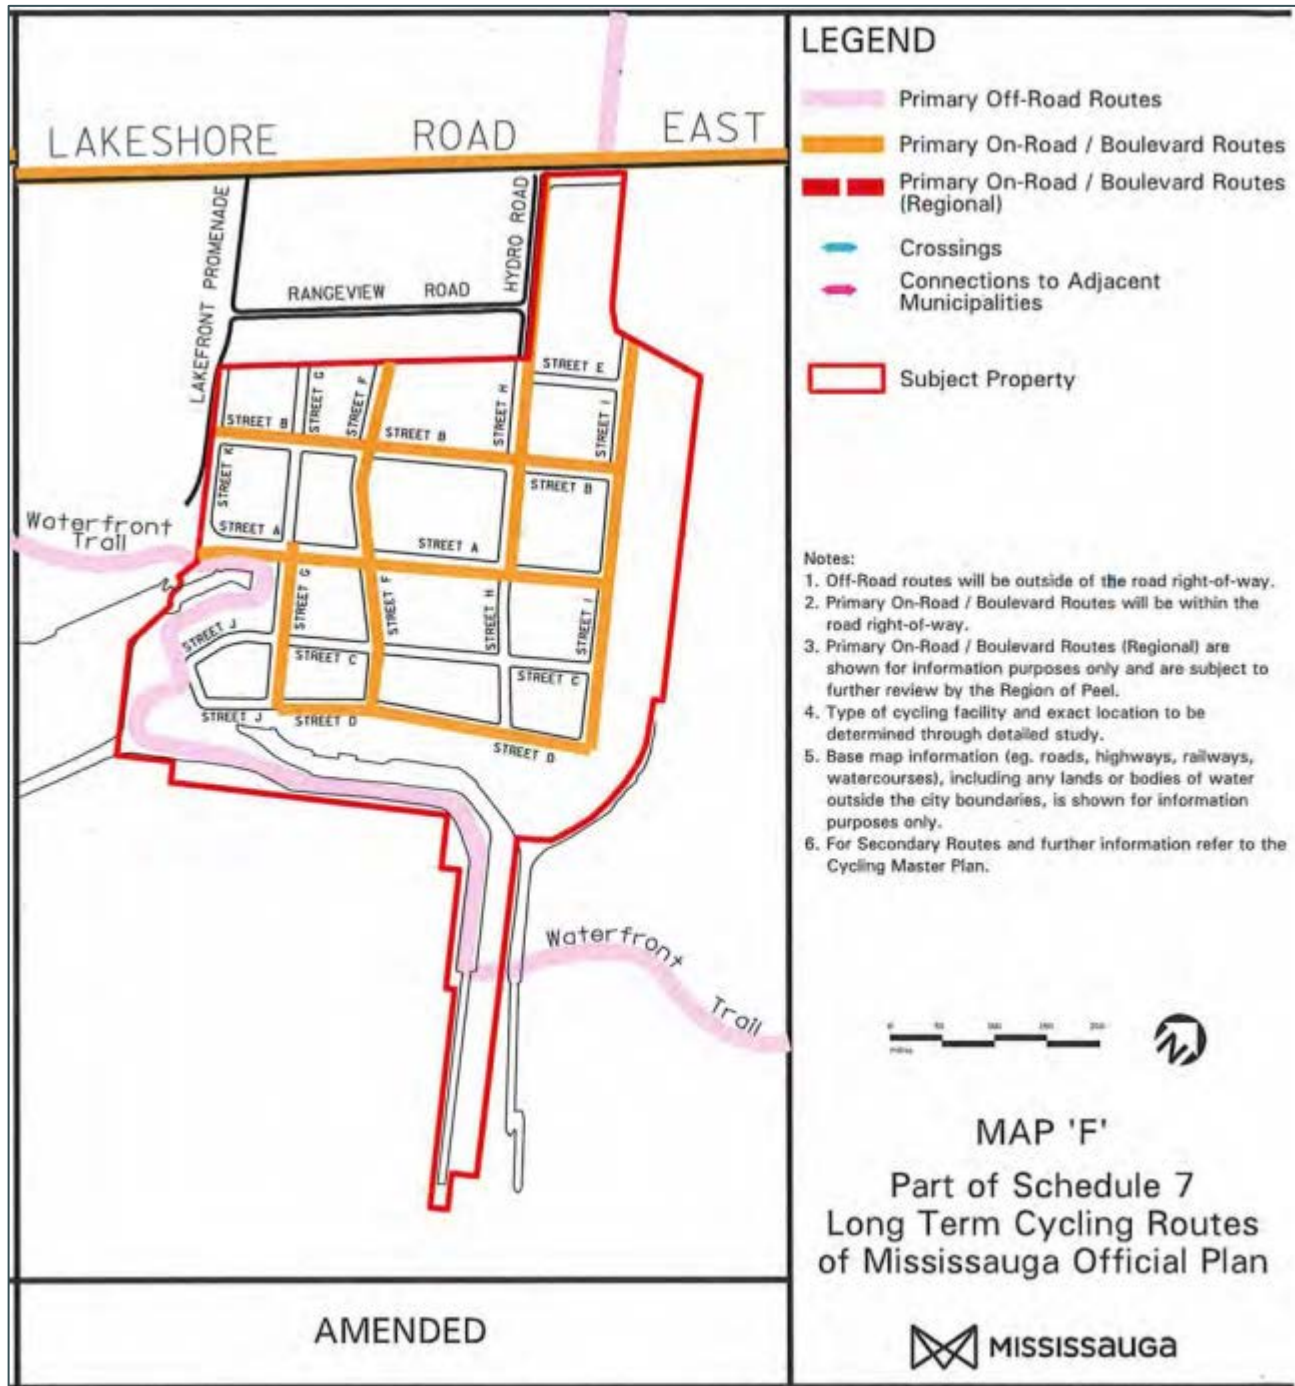 LAKESHORE ROAD EAST
LAKEFRONT PROMENADE
HYDRO ROAD
RANGEVIEW ROAD
STREET E
STREET G
STREET F
STREET H
STREET I
STREET B
STREET B
STREET B
STREET K
STREET A
STREET A
Waterfront
Trail
STREET G
STREET F
STREET H
STREET I
STREET J
STREET C
STREET C
STREET J
STREET D
STREET D
Waterfront
Trail
AMENDED
LEGEND
Primary Off-Road Routes
Primary On-Road / Boulevard Routes
Primary On-Road / Boulevard Routes
(Regional)
Crossings
Connections to Adjacent
Municipalities
Subject Property
Notes:
1. Off-Road routes will be outside of the road right-of-way.
2. Primary On-Road / Boulevard Routes will be within the
road right-of-way.
3. Primary On-Road / Boulevard Routes (Regional) are
shown for information purposes only and are subject to
further review by the Region of Peel.
4. Type of cycling facility and exact location to be
determined through detailed study.
5. Base map information (eg. roads, highways, railways,
watercourses), including any lands or bodies of water
outside the city boundaries, is shown for information
purposes only.
6. For Secondary Routes and further information refer to the
Cycling Master Plan.
N
MAP 'F'
Part of Schedule 7
Long Term Cycling Routes
of Mississauga Official Plan
MISSISSAUGA